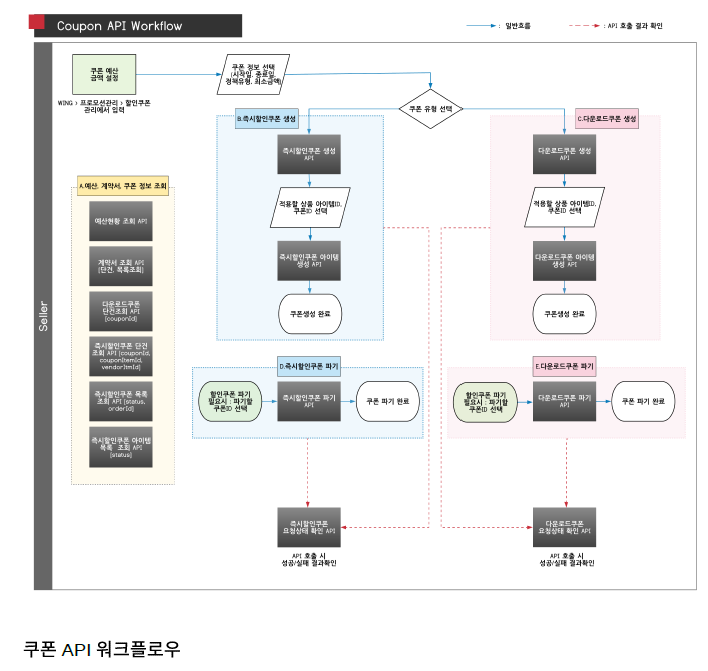 Coupon API Workflow
: 일반흐름
: API 호출 결과 확인
Seller
쿠폰 예산
금액 설정
WING > 프로모션관리 > 할인쿠폰
관리에서 입력
쿠폰 정보 선택
(시작일, 종료일,
정책유형, 최소금액)
쿠폰 유형 선택
A.예산, 계약서, 쿠폰 정보 조회
예산현황 조회 API
계약서 조회 API
[단건, 목록조회]
다운로드쿠폰
단건조회 API
[couponId]
즉시할인쿠폰 단건
조회 API [couponId,
couponItemId,
vendorItemId]
즉시할인쿠폰 목록
조회 API [status,
orderId]
즉시할인쿠폰 아이템
목록 조회 API
[status]
B.즉시할인쿠폰 생성
즉시할인쿠폰 생성
API
적용할 상품 아이템ID,
쿠폰ID 선택
즉시할인쿠폰 아이템
생성 API
쿠폰생성 완료
C.다운로드쿠폰 생성
다운로드쿠폰 생성
API
적용할 상품 아이템ID,
쿠폰ID 선택
다운로드쿠폰 아이템
생성 API
쿠폰생성 완료
D.즉시할인쿠폰 파기
할인쿠폰 파기
필요시 : 파기할
쿠폰ID 선택
즉시할인쿠폰 파기
API
쿠폰 파기 완료
E.다운로드쿠폰 파기
할인쿠폰 파기
필요시 : 파기할
쿠폰ID 선택
다운로드쿠폰 파기
API
쿠폰 파기 완료
즉시할인쿠폰
요청상태 확인 API
API 호출 시
성공/실패 결과확인
다운로드쿠폰
요청상태 확인 API
API 호출 시
성공/실패 결과확인
쿠폰 API 워크플로우